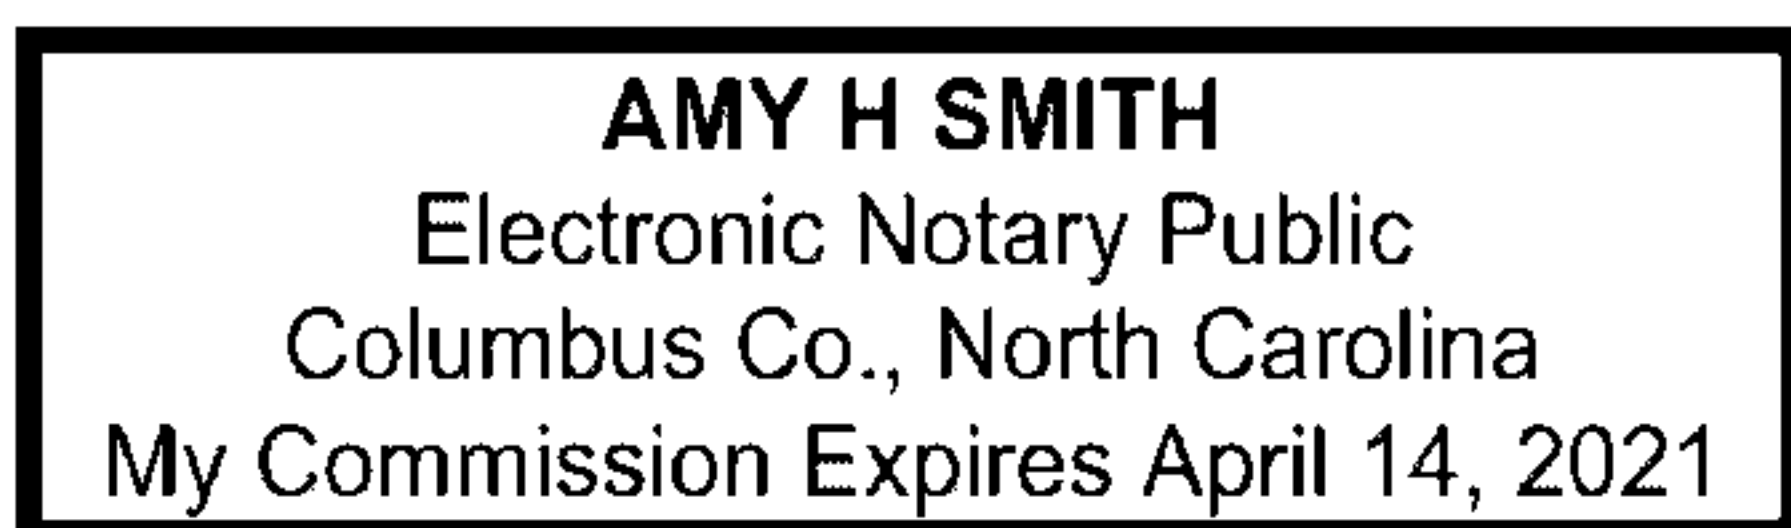 AMY H SMITH
Electronic Notary Public
Columbus Co., North Carolina
My Commission Expires April 14, 2021